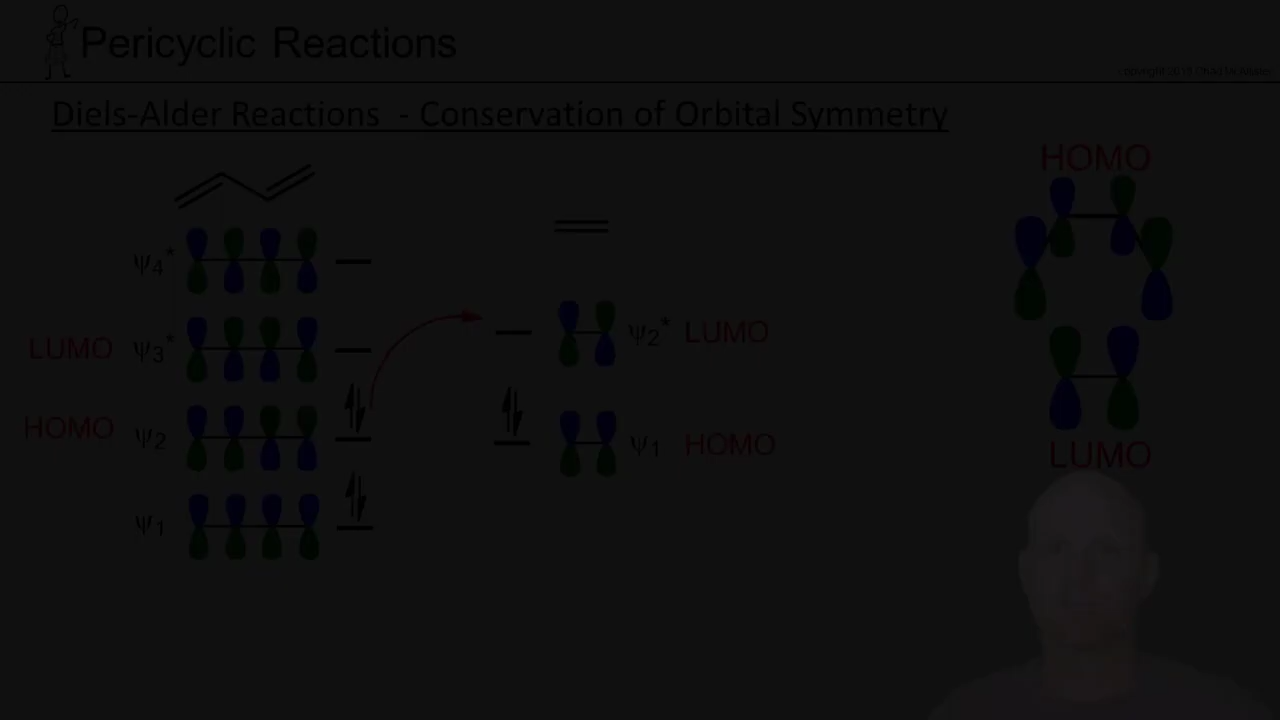 Pericyclic Reactions
Diels-Alder Reactions - Conservation of Orbital Symmetry
HOMO
ψ4*
LUMO ψ3*
ψ2* LUMO
HOMO ψ2
ψ1 HOMO
LUMO
ψ1